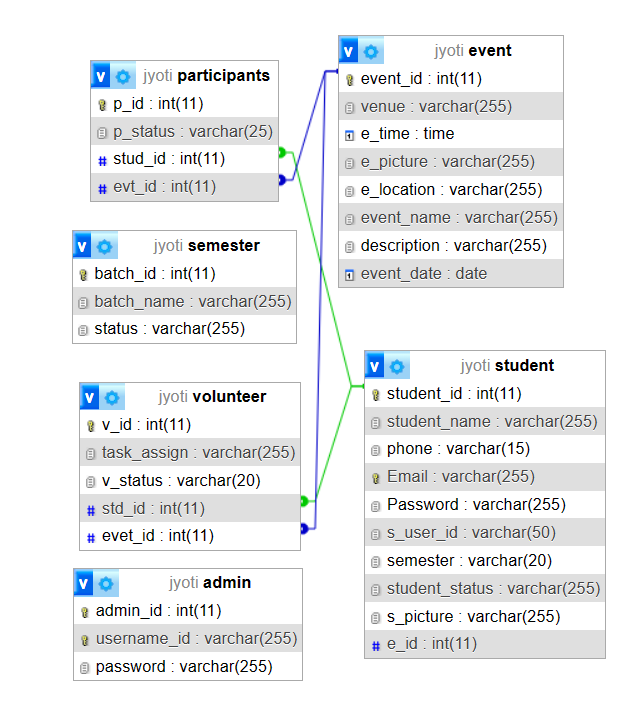 v jyoti participants
p_id : int(11)
p_status : varchar(25)
# stud_id : int(11)
# evt_id : int(11)
v jyoti semester
batch_id : int(11)
batch_name : varchar(255)
status : varchar(255)
v jyoti volunteer
v_id : int(11)
task_assign : varchar(255)
v_status : varchar(20)
# std_id : int(11)
# evet_id : int(11)
v jyoti admin
admin_id : int(11)
username_id : varchar(255)
password : varchar(255)
v jyoti event
event_id : int(11)
venue : varchar(255)
e_time : time
e_picture : varchar(255)
e_location : varchar(255)
event_name : varchar(255)
description : varchar(255)
event_date : date
v jyoti student
student_id : int(11)
student_name : varchar(255)
phone : varchar(15)
Email : varchar(255)
Password : varchar(255)
s_user_id : varchar(50)
semester : varchar(20)
student_status : varchar(255)
s_picture : varchar(255)
# e_id : int(11)